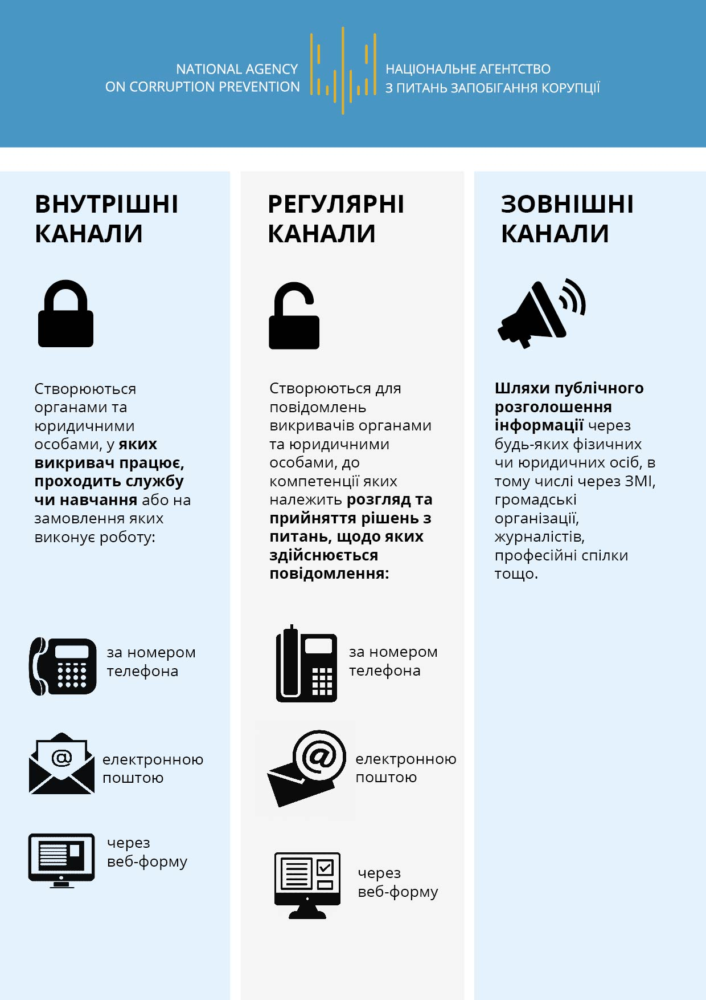 NATIONAL AGENCY
ON CORRUPTION PREVENTION
НАЦІОНАЛЬНЕ АГЕНТСТВО
З ПИТАНЬ ЗАПОБІГАННЯ КОРУПЦІЇ
ВНУТРІШНІ
КАНАЛИ
Створюються
органами та
юридичними
особами, у яких
викривач працює,
проходить службу
чи навчання або на
замовлення яких
виконує роботу:
за номером
телефона
@
електронною
поштою
через
веб-форму
РЕГУЛЯРНІ
КАНАЛИ
Створюються для
повідомлень
викривачів органами
та юридичними
особами, до
компетенції яких
належить розгляд та
прийняття рішень з
питань, щодо яких
здійснюється
повідомлення:
за номером
телефона
@
електронною
поштою
через
веб-форму
ЗОВНІШНІ
КАНАЛИ
Шляхи публічного
розголошення
інформації через
будь-яких фізичних
чи юридичних осіб, в
тому числі через ЗМІ,
громадські
організації,
журналістів,
професійні спілки
тощо.